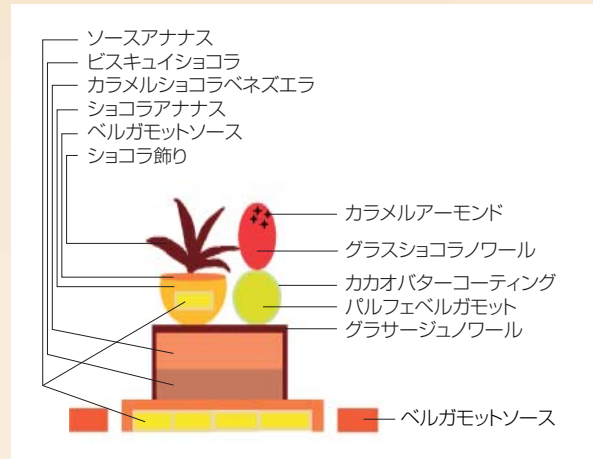 ソースアナナス
ビスキュイショコラ
カラメルショコラベネズエラ
ショコラアナナス
ベルガモットソース
ショコラ飾り
カラメルアーモンド
グラスショコラノワール
カカオバターコーティング
パルフェベルガモット
グラサージュノワール
ベルガモットソース